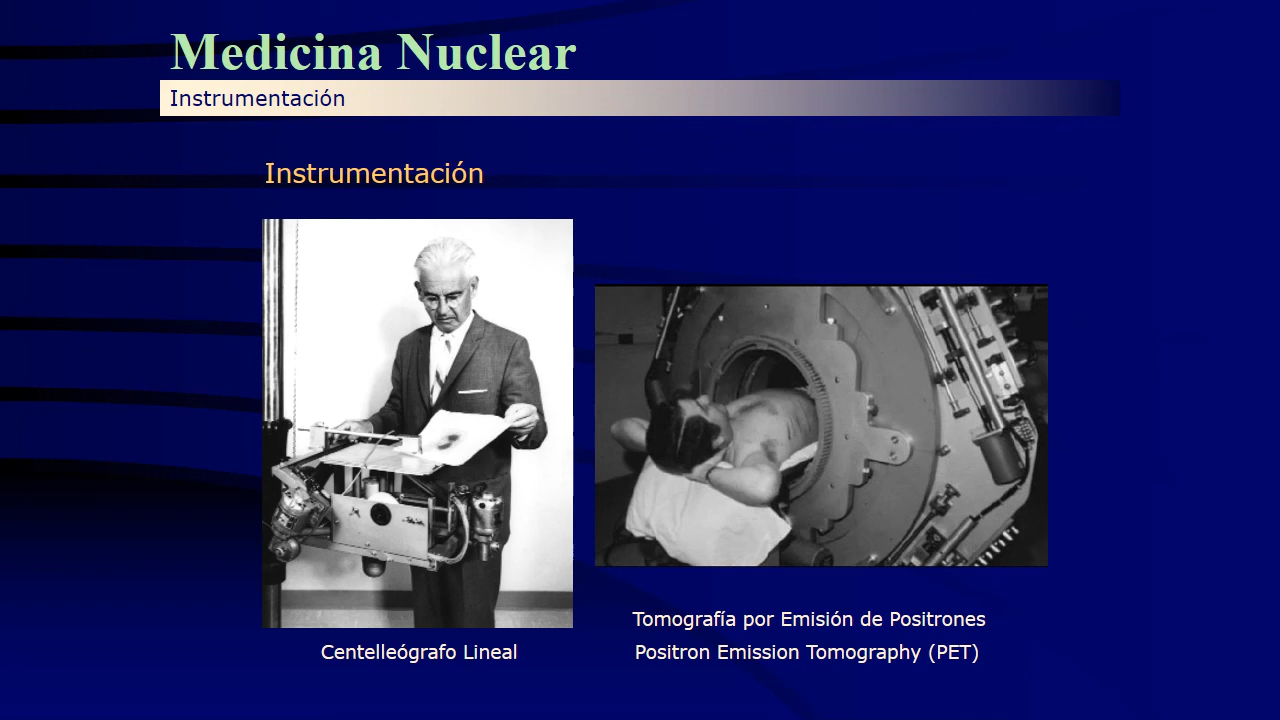 Medicina Nuclear
Instrumentación
Instrumentación
Centelleógrafo Lineal
Tomografía por Emisión de Positrones
Positron Emission Tomography (PET)